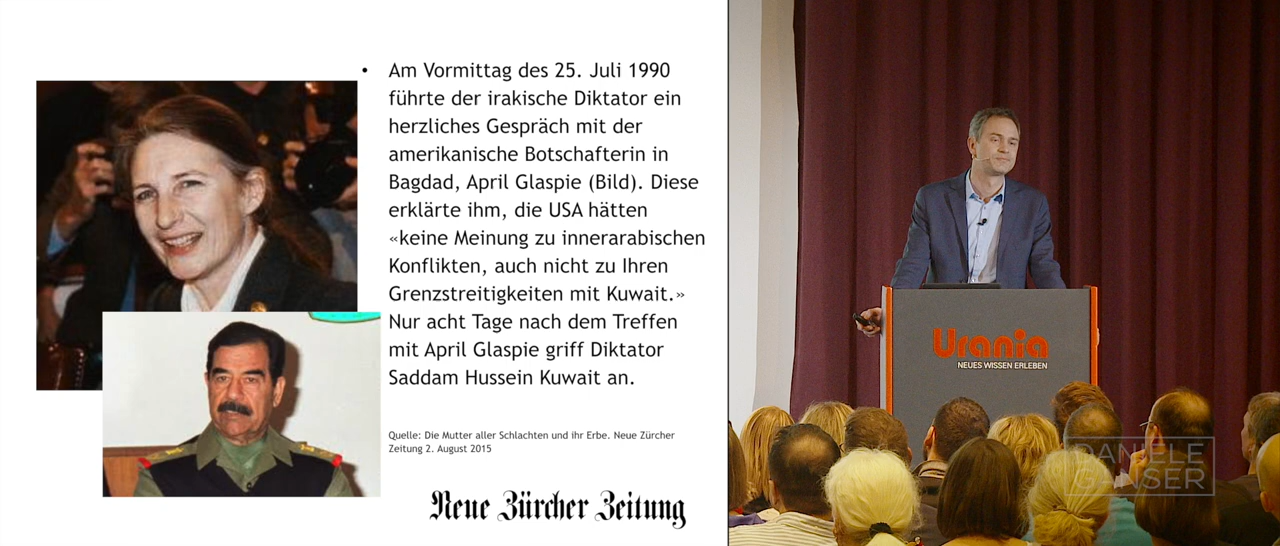 • Am Vormittag des 25. Juli 1990
führte der irakische Diktator ein
herzliches Gespräch mit der
amerikanische Botschafterin in
Bagdad, April Glaspie (Bild). Diese
erklärte ihm, die USA hätten
«keine Meinung zu innerarabischen
Konflikten, auch nicht zu Ihren
Grenzstreitigkeiten mit Kuwait.»
Nur acht Tage nach dem Treffen
mit April Glaspie griff Diktator
Saddam Hussein Kuwait an.
Quelle: Die Mutter aller Schlachten und ihr Erbe. Neue Zürcher
Zeitung 2. August 2015
Neue Zürcher Zeitung
Urania
NEUES WISSEN ERLEBEN
DANIELE
GANSER